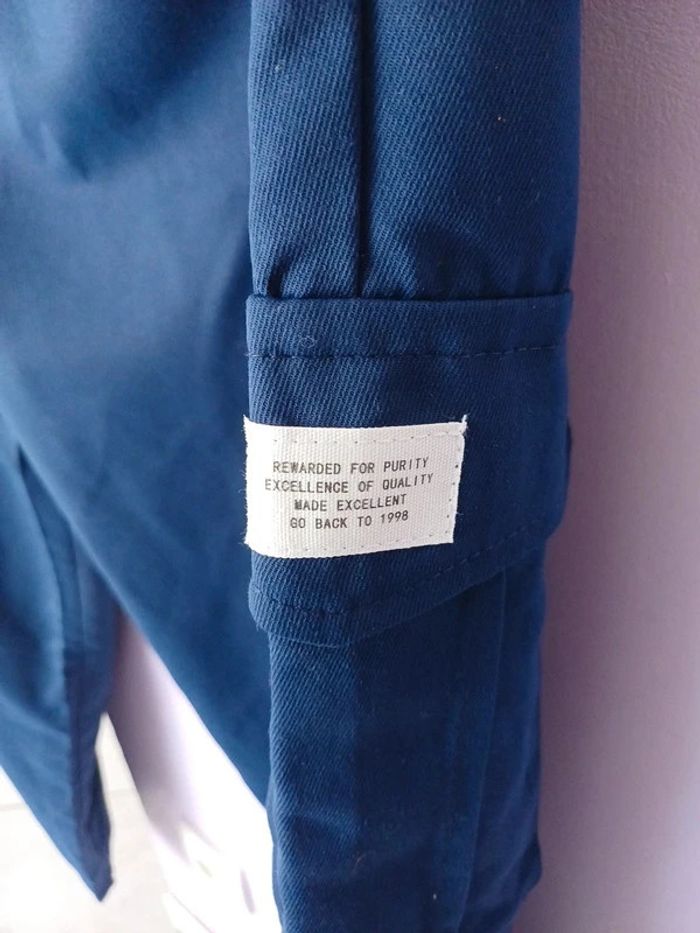 REWARDED FOR PURITY
EXCELLENCE OF QUALITY
MADE EXCELLENT
GO BACK TO 1998